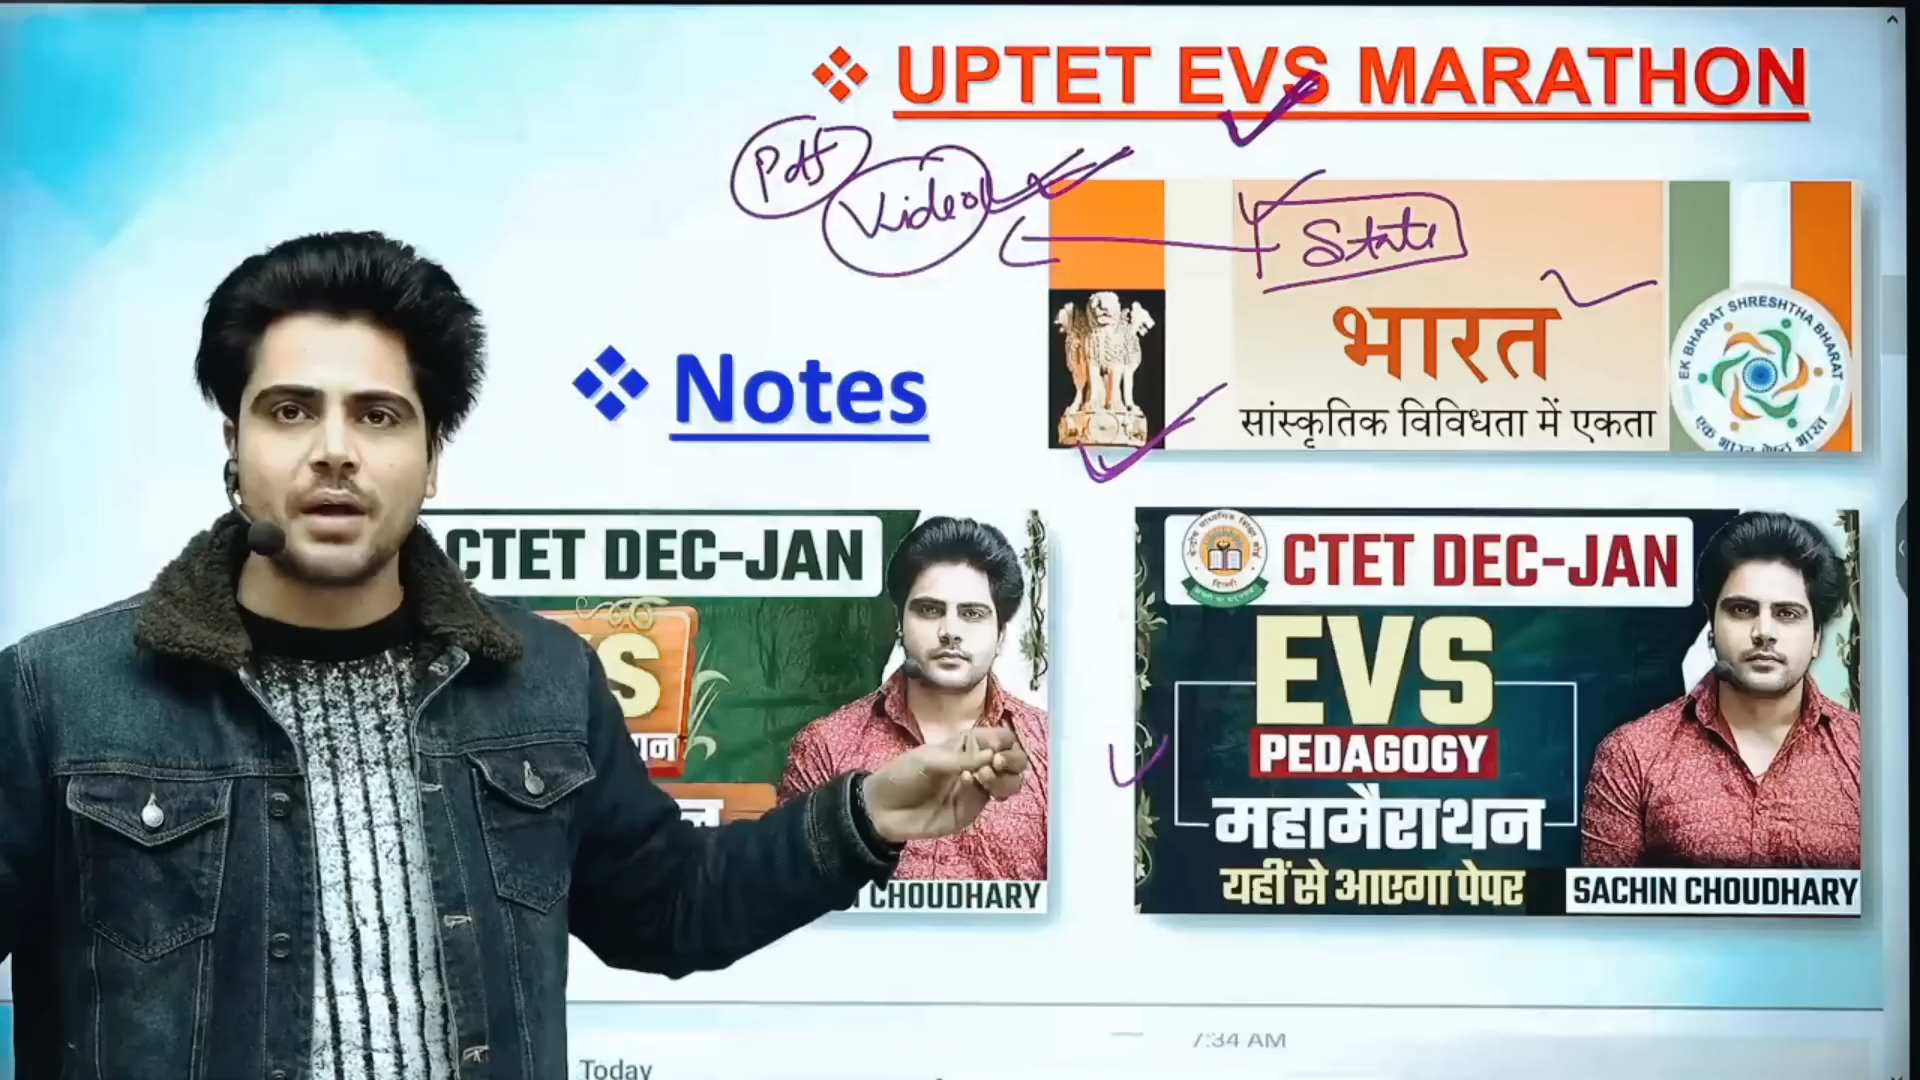 UPTET EVS MARATHON
Pdf
Video
State
भारत
सांस्कृतिक विविधता में एकता
EK BHARAT SHRESHTHA BHARAT
Notes
CTET DEC-JAN
S
CHOUDHARY
CTET DEC-JAN
EVS
PEDAGOGY
महामैराथन
यहीं से आएगा पेपर
SACHIN CHOUDHARY
7:34 AM
Today